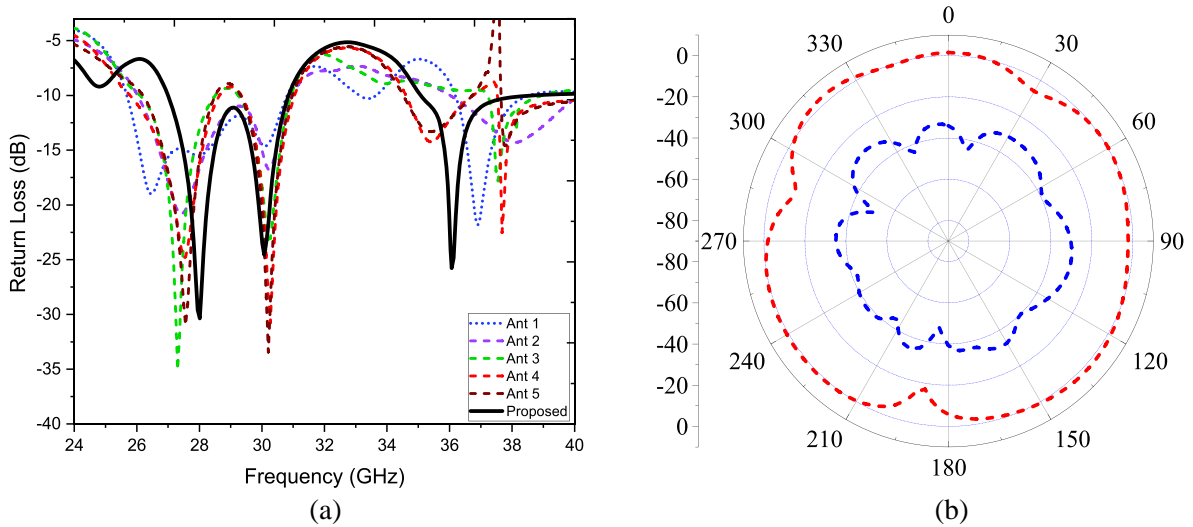 -5
-10
-15
-20
-25
-30
-35
-40
24 26 28 30 32 34 36 38 40
Return Loss (dB)
Frequency (GHz)
Ant 1
Ant 2
Ant 3
Ant 4
Ant 5
Proposed
(a)
0
-20
-40
-60
-80
-80
-60
-40
-20
0
0
30
60
90
120
150
180
210
240
270
300
330
(b)